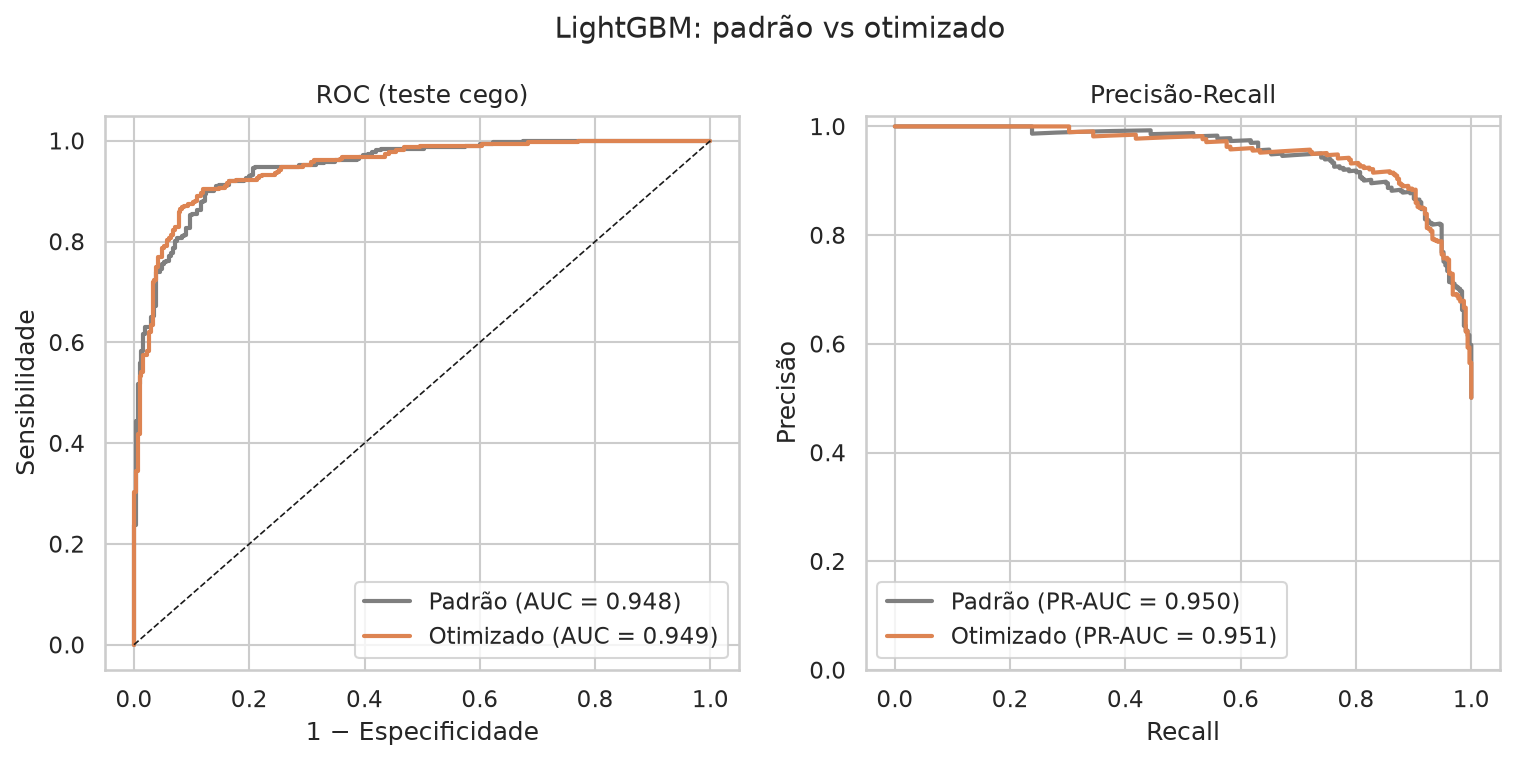 LightGBM: padrão vs otimizado
ROC (teste cego)
Sensibilidade
1.0
0.8
0.6
0.4
0.2
0.0
Padrão (AUC = 0.948)
Otimizado (AUC = 0.949)
0.0 0.2 0.4 0.6 0.8 1.0
1 − Especificidade
Precisão-Recall
Precisão
1.0
0.8
0.6
0.4
0.2
0.0
Padrão (PR-AUC = 0.950)
Otimizado (PR-AUC = 0.951)
0.0 0.2 0.4 0.6 0.8 1.0
Recall